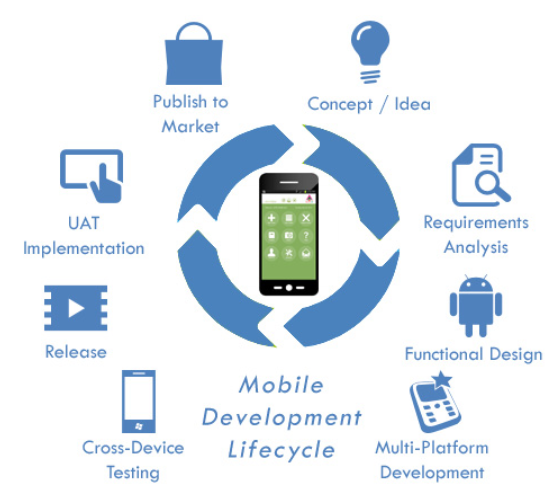 Publish to
Market
Concept / Idea
Requirements
Analysis
Functional Design
Multi-Platform
Development
Cross-Device
Testing
Release
UAT
Implementation
Mobile
Development
Lifecycle